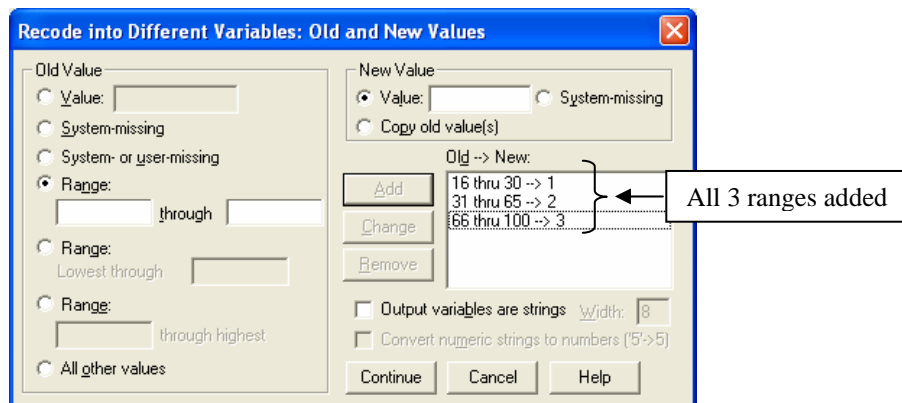 Recode into Different Variables: Old and New Values
Old Value
Value:
System-missing
System- or user-missing
Range:
through
Range:
Lowest through
Range:
through highest
All other values
New Value
Value:
System-missing
Copy old value(s)
Old --> New:
Add
Change
Remove
16 thru 30 --> 1
31 thru 65 --> 2
66 thru 100 --> 3
All 3 ranges added
Output variables are strings Width: 8
Convert numeric strings to numbers ('5'->5)
Continue Cancel Help